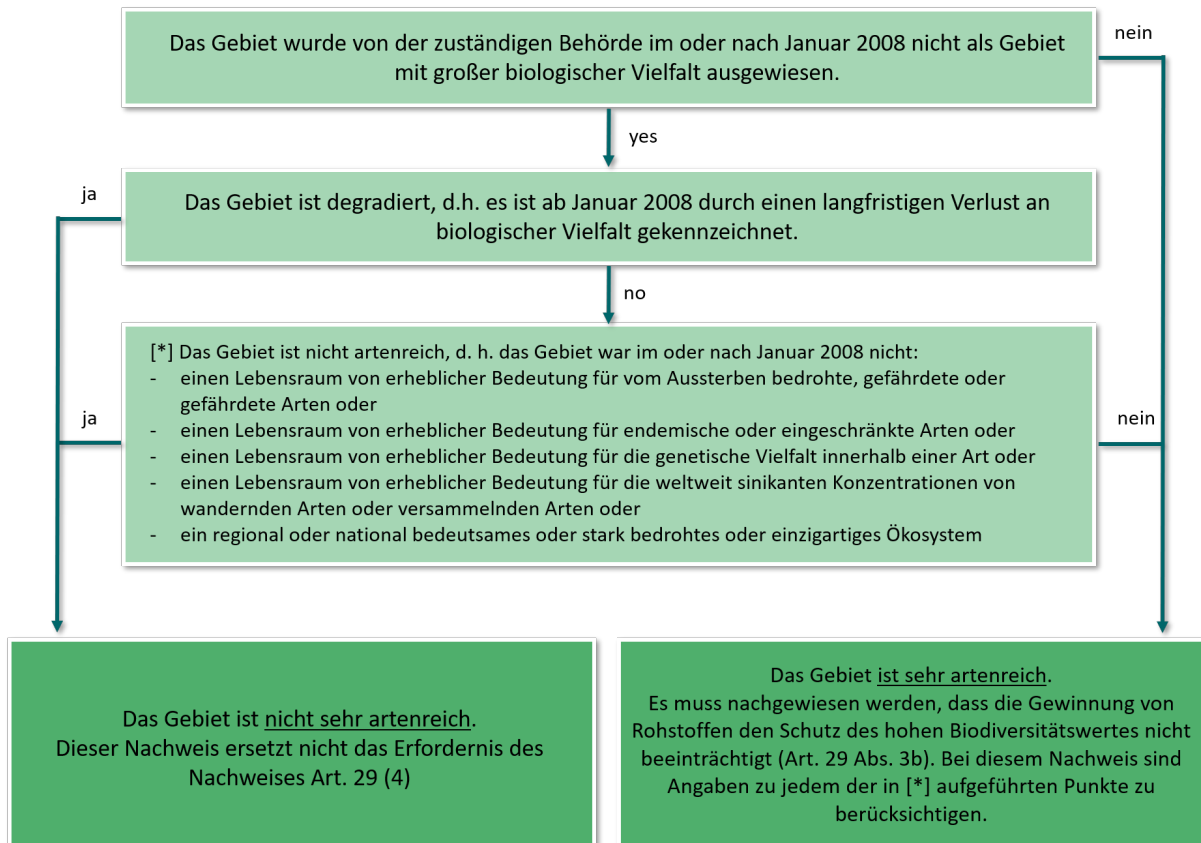 Das Gebiet wurde von der zuständigen Behörde im oder nach Januar 2008 nicht als Gebiet
mit großer biologischer Vielfalt ausgewiesen.
nein
yes
ja
Das Gebiet ist degradiert, d.h. es ist ab Januar 2008 durch einen langfristigen Verlust an
biologischer Vielfalt gekennzeichnet.
no
[*] Das Gebiet ist nicht artenreich, d. h. das Gebiet war im oder nach Januar 2008 nicht:
- einen Lebensraum von erheblicher Bedeutung für vom Aussterben bedrohte, gefährdete oder
gefährdete Arten oder
- einen Lebensraum von erheblicher Bedeutung für endemische oder eingeschränkte Arten oder
- einen Lebensraum von erheblicher Bedeutung für die genetische Vielfalt innerhalb einer Art oder
- einen Lebensraum von erheblicher Bedeutung für die weltweit sinikanten Konzentrationen von
wandernden Arten oder versammelnden Arten oder
- ein regional oder national bedeutsames oder stark bedrohtes oder einzigartiges Ökosystem
ja
nein
Das Gebiet ist nicht sehr artenreich.
Dieser Nachweis ersetzt nicht das Erfordernis des
Nachweises Art. 29 (4)
Das Gebiet ist sehr artenreich.
Es muss nachgewiesen werden, dass die Gewinnung von
Rohstoffen den Schutz des hohen Biodiversitätswertes nicht
beeinträchtigt (Art. 29 Abs. 3b). Bei diesem Nachweis sind
Angaben zu jedem der in [*] aufgeführten Punkte zu
berücksichtigen.